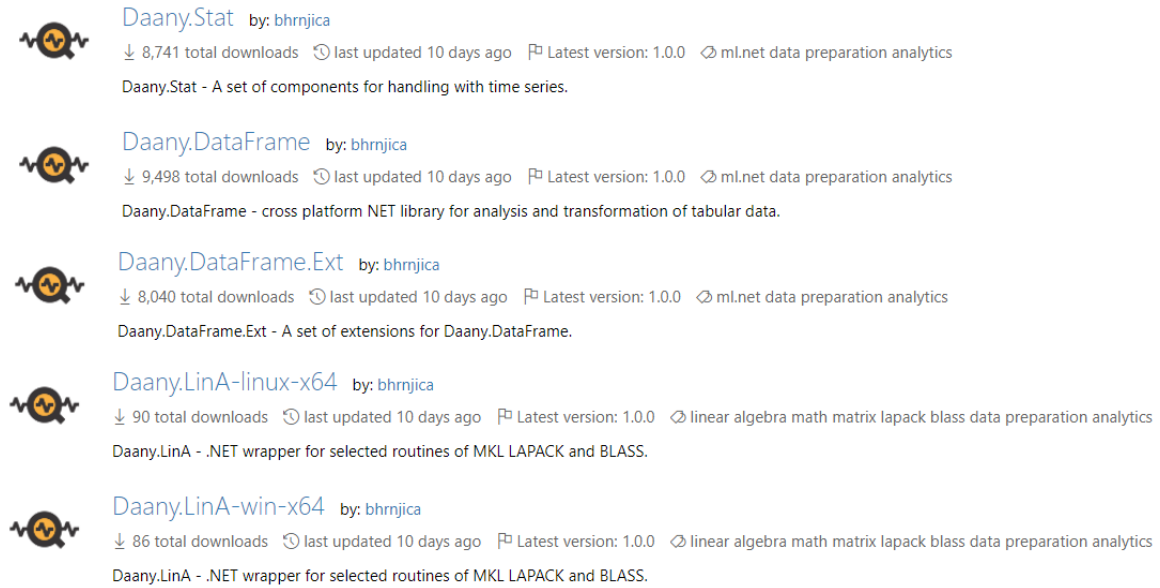 Daany.Stat by: bhrnjica
8,741 total downloads last updated 10 days ago Latest version: 1.0.0 ml.net data preparation analytics
Daany.Stat - A set of components for handling with time series.
Daany.DataFrame by: bhrnjica
9,498 total downloads last updated 10 days ago Latest version: 1.0.0 ml.net data preparation analytics
Daany.DataFrame - cross platform NET library for analysis and transformation of tabular data.
Daany.DataFrame.Ext by: bhrnjica
8,040 total downloads last updated 10 days ago Latest version: 1.0.0 ml.net data preparation analytics
Daany.DataFrame.Ext - A set of extensions for Daany.DataFrame.
Daany.LinA-linux-x64 by: bhrnjica
90 total downloads last updated 10 days ago Latest version: 1.0.0 linear algebra math matrix lapack blass data preparation analytics
Daany.LinA - .NET wrapper for selected routines of MKL LAPACK and BLASS.
Daany.LinA-win-x64 by: bhrnjica
86 total downloads last updated 10 days ago Latest version: 1.0.0 linear algebra math matrix lapack blass data preparation analytics
Daany.LinA - .NET wrapper for selected routines of MKL LAPACK and BLASS.